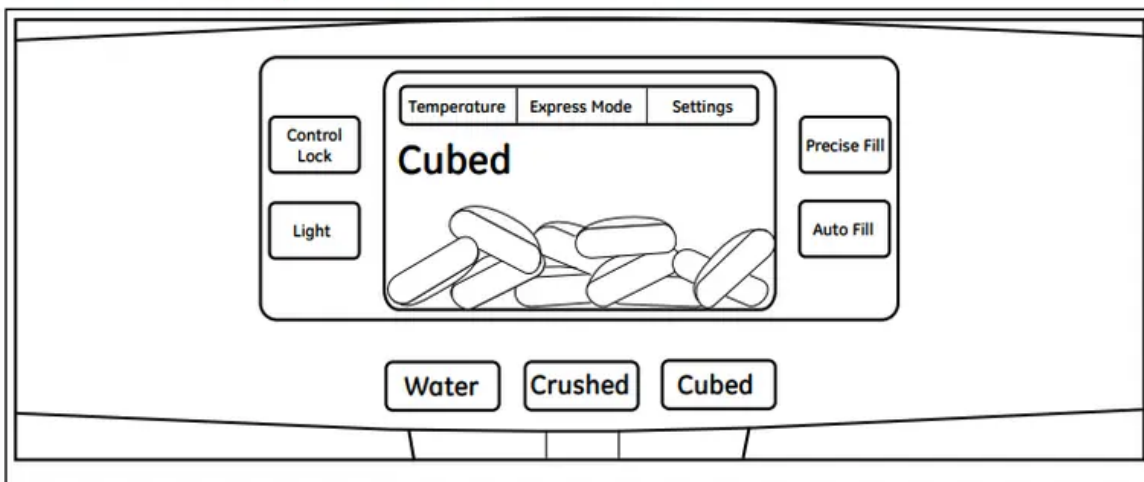 Temperature Express Mode Settings
Control
Lock
Precise Fill
Cubed
Light
Auto Fill
Water Crushed Cubed